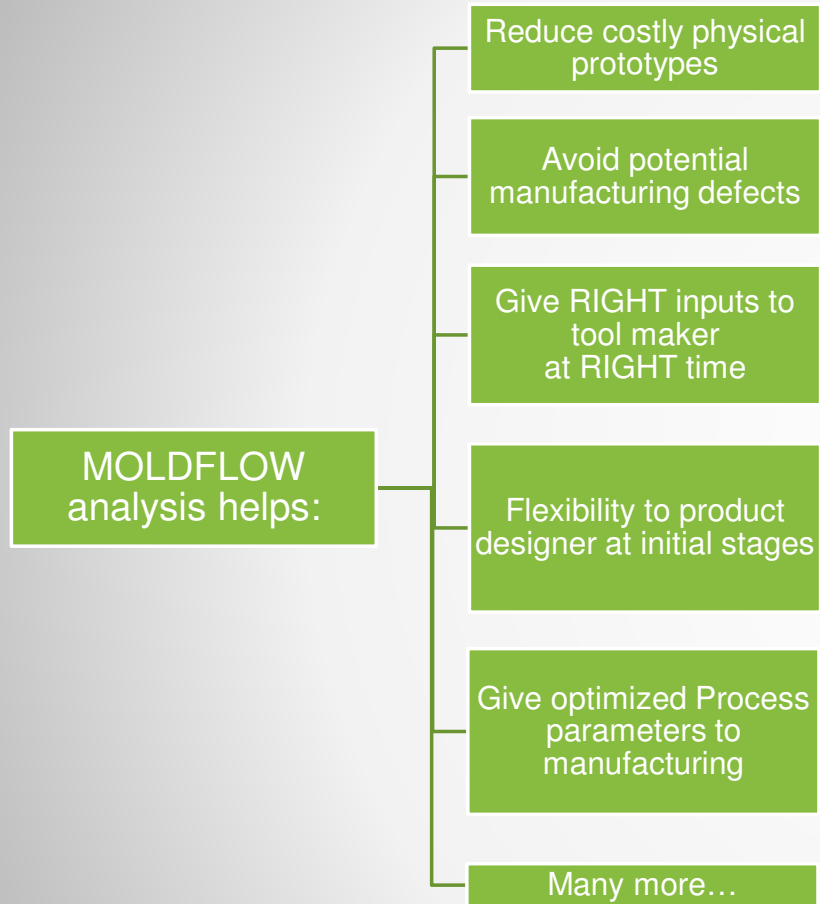 MOLDFLOW
analysis helps:
Reduce costly physical
prototypes
Avoid potential
manufacturing defects
Give RIGHT inputs to
tool maker
at RIGHT time
Flexibility to product
designer at initial stages
Give optimized Process
parameters to
manufacturing
Many more…